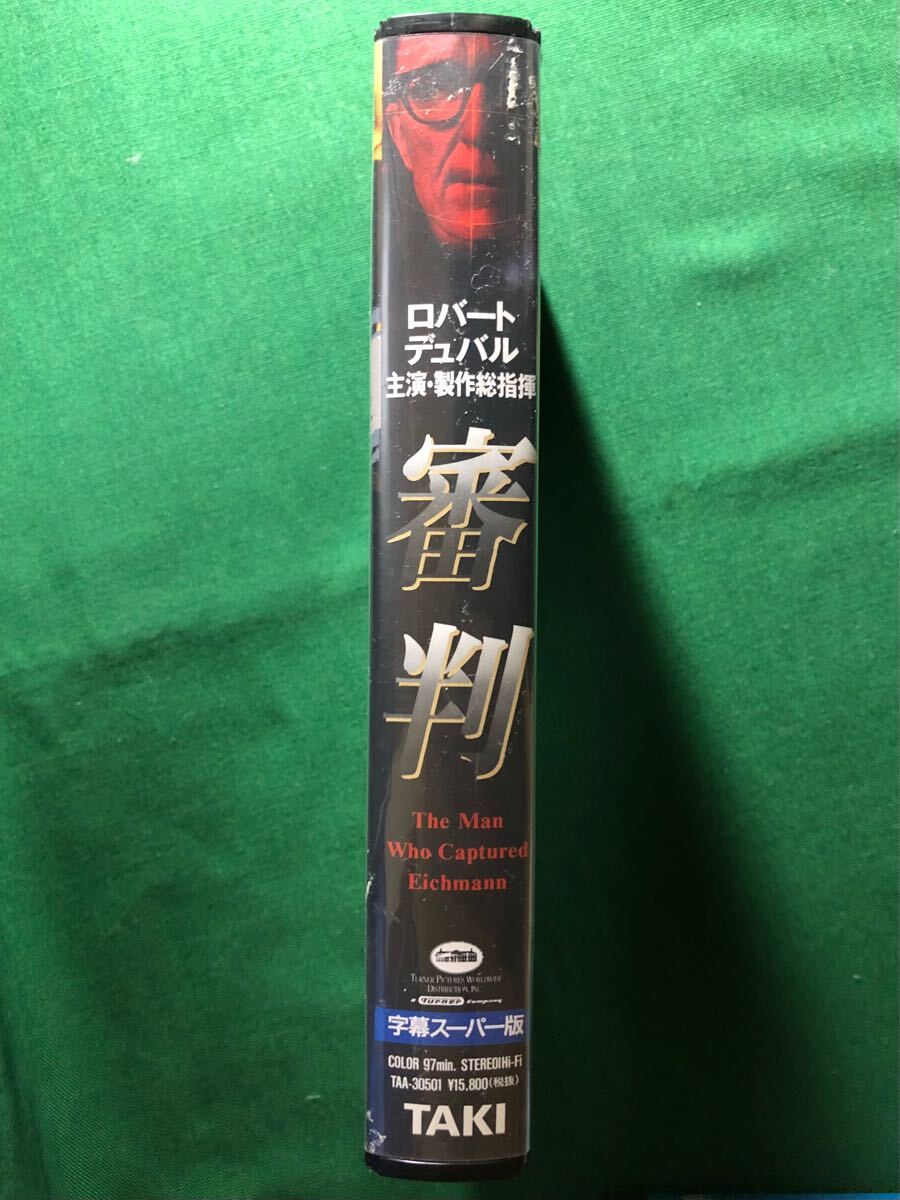 ロバート
デュバル
主演・製作総指揮
審判
The Man
Who Captured
Eichmann
TURNER PICTURES WORLDWIDE
DISTRIBUTION, INC
A Turner Company
字幕スーパー版
COLOR 97min. STEREO Hi-Fi
TAA-30501 ¥15,800(税抜)
TAKI